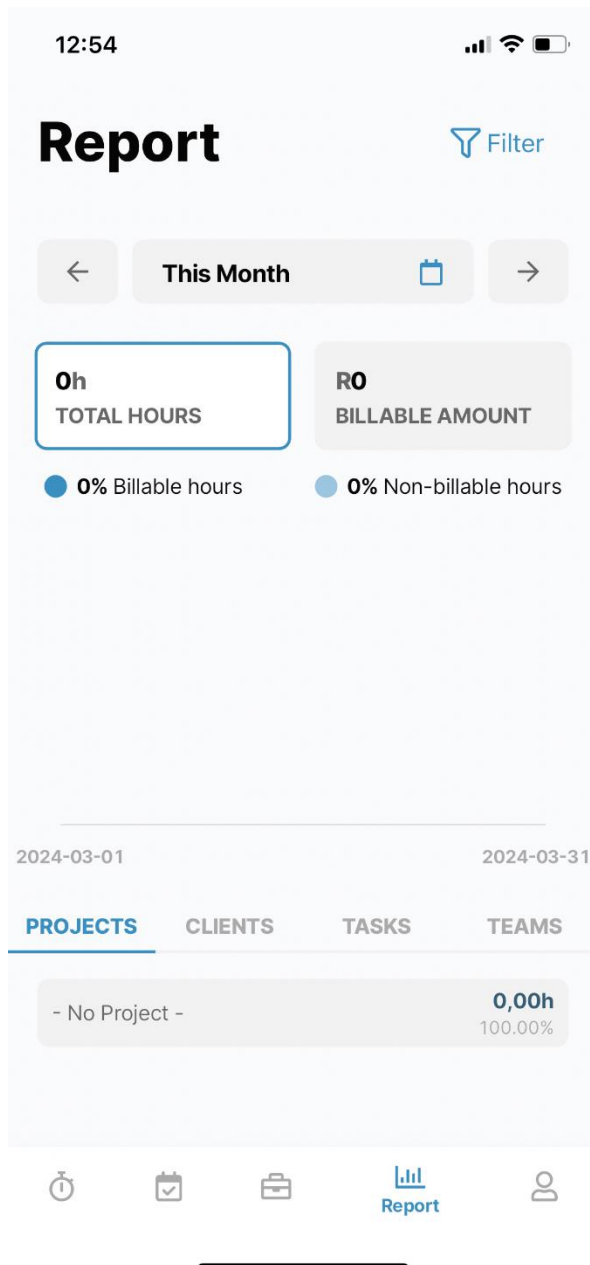 12:54
Report
Filter
This Month
0h
TOTAL HOURS
R0
BILLABLE AMOUNT
0% Billable hours
0% Non-billable hours
2024-03-01
2024-03-31
PROJECTS
CLIENTS
TASKS
TEAMS
- No Project -
0,00h
100.00%
Report